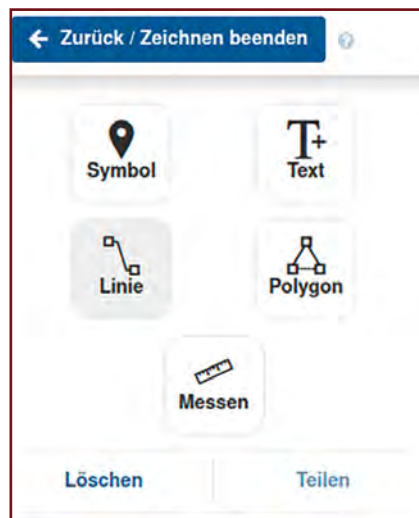 Zurück / Zeichnen beenden
Symbol
Text
Linie
Polygon
Messen
Löschen
Teilen